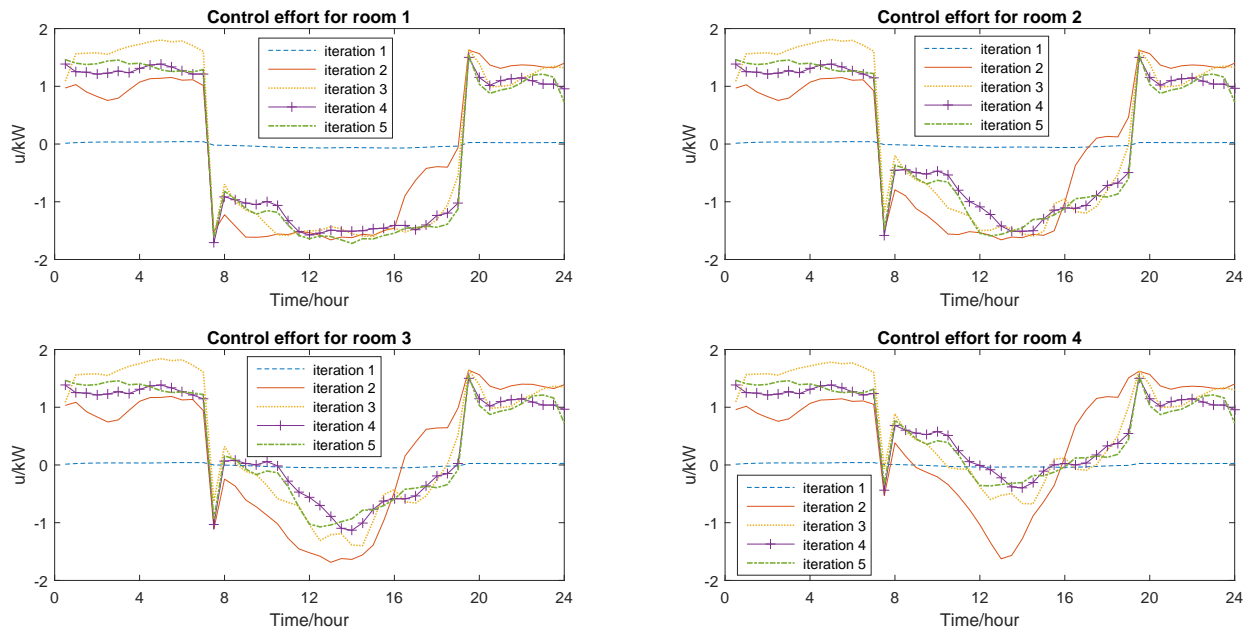 Control effort for room 1
2
1
0
-1
-2
u/kW
iteration 1
iteration 2
iteration 3
iteration 4
iteration 5
0 4 8 12 16 20 24
Time/hour
Control effort for room 2
2
1
0
-1
-2
u/kW
iteration 1
iteration 2
iteration 3
iteration 4
iteration 5
0 4 8 12 16 20 24
Time/hour
Control effort for room 3
2
1
0
-1
-2
u/kW
iteration 1
iteration 2
iteration 3
iteration 4
iteration 5
0 4 8 12 16 20 24
Time/hour
Control effort for room 4
2
1
0
-1
-2
u/kW
iteration 1
iteration 2
iteration 3
iteration 4
iteration 5
0 4 8 12 16 20 24
Time/hour